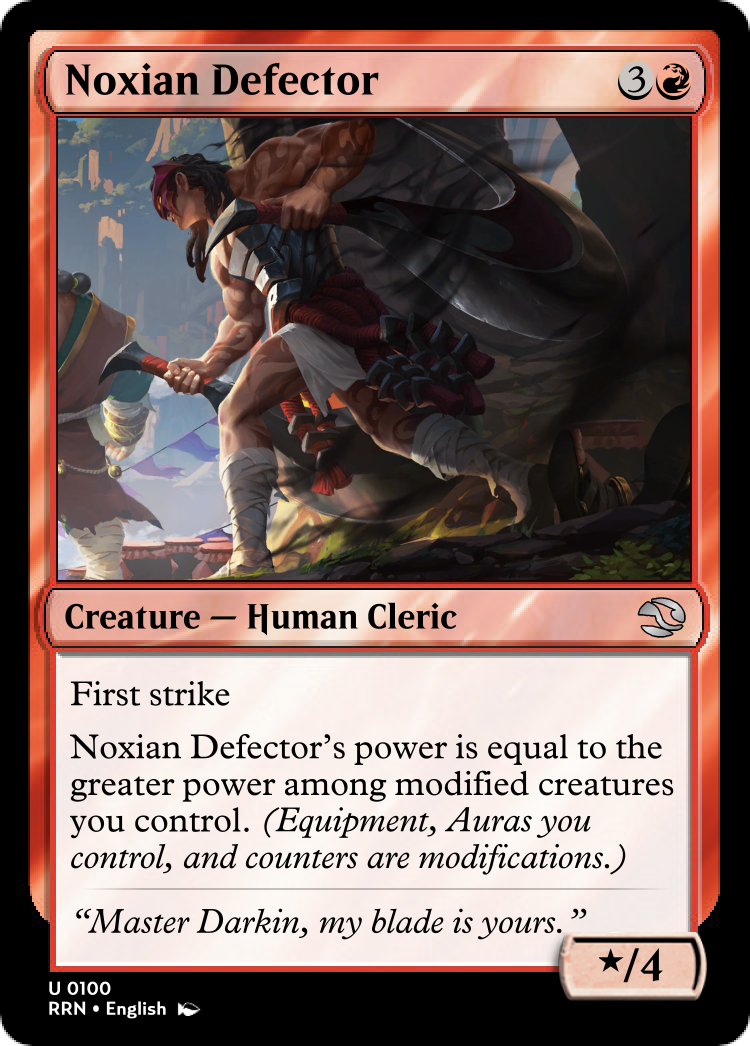 Noxian Defector 3
Creature — Human Cleric
First strike
Noxian Defector’s power is equal to the
greater power among modified creatures
you control. (Equipment, Auras you
control, and counters are modifications.)
“Master Darkin, my blade is yours.”
★/4
U 0100
RRN • English